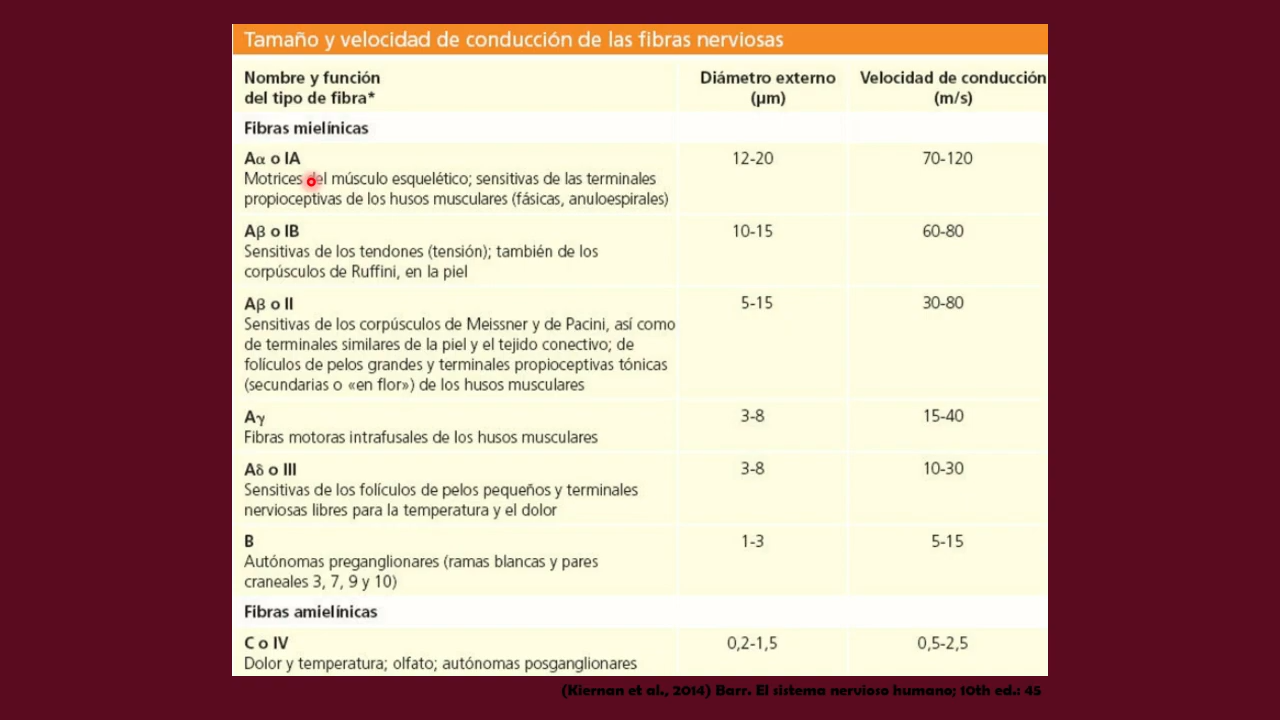 Tamaño y velocidad de conducción de las fibras nerviosas
Nombre y función
del tipo de fibra*
Diámetro externo
(µm)
Velocidad de conducción
(m/s)
Fibras mielínicas
Aα o IA
12-20
70-120
Motrices del músculo esquelético; sensitivas de las terminales
propioceptivas de los husos musculares (fásicas, anuloespirales)
Aβ o IB
10-15
60-80
Sensitivas de los tendones (tensión); también de los
corpúsculos de Ruffini, en la piel
Aβ o II
5-15
30-80
Sensitivas de los corpúsculos de Meissner y de Pacini, así como
de terminales similares de la piel y el tejido conectivo; de
folículos de pelos grandes y terminales propioceptivas tónicas
(secundarias o «en flor») de los husos musculares
Aγ
3-8
15-40
Fibras motoras intrafusales de los husos musculares
Aδ o III
3-8
10-30
Sensitivas de los folículos de pelos pequeños y terminales
nerviosas libres para la temperatura y el dolor
B
1-3
5-15
Autónomas preganglionares (ramas blancas y pares
craneales 3, 7, 9 y 10)
Fibras amielínicas
C o IV
0,2-1,5
0,5-2,5
Dolor y temperatura; olfato; autónomas posganglionares
(Kiernan et al., 2014) Barr. El sistema nervioso humano; 10th ed.: 45